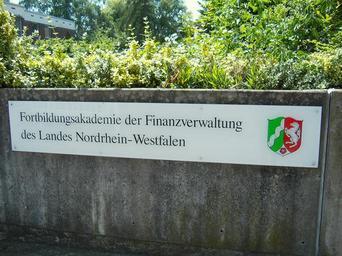 Fortbildungsakademie der Finanzverwaltung
des Landes Nordrhein-Westfalen